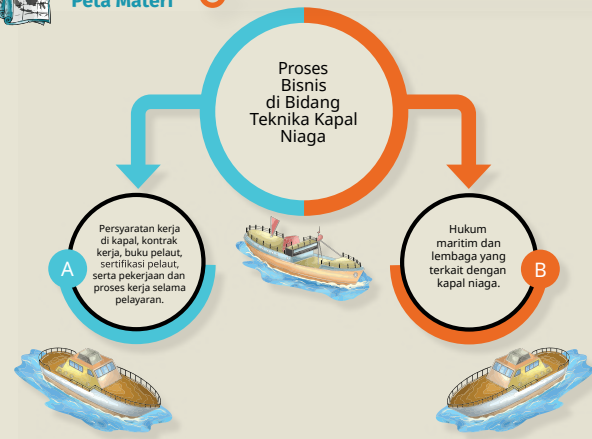 Peta Materi
Proses
Bisnis
di Bidang
Teknika Kapal
Niaga
Persyaratan kerja
di kapal, kontrak
kerja, buku pelaut,
sertifikasi pelaut,
serta pekerjaan dan
proses kerja selama
pelayaran.
A
Hukum
maritim dan
lembaga yang
terkait dengan
kapal niaga.
B